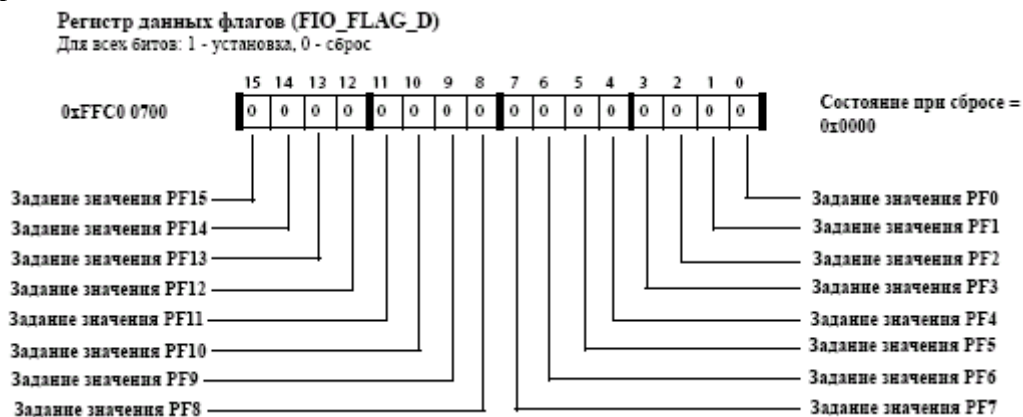 Регистр данных флагов (FIO_FLAG_D)
Для всех битов: 1 - установка, 0 - сброс
15 14 13 12 11 10 9 8 7 6 5 4 3 2 1 0
0xFFC0 0700
0 0 0 0 0 0 0 0 0 0 0 0 0 0 0 0
Состояние при сбросе =
0x0000
Задание значения PF15
Задание значения PF14
Задание значения PF13
Задание значения PF12
Задание значения PF11
Задание значения PF10
Задание значения PF9
Задание значения PF8
Задание значения PF0
Задание значения PF1
Задание значения PF2
Задание значения PF3
Задание значения PF4
Задание значения PF5
Задание значения PF6
Задание значения PF7